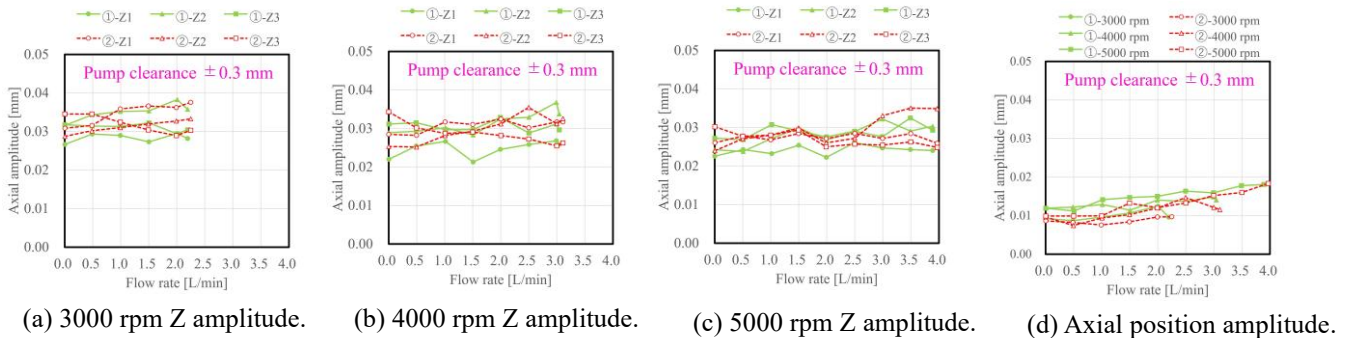 ①-Z1 ①-Z2 ①-Z3
②-Z1 ②-Z2 ②-Z3
0.05
0.04
0.03
0.02
0.01
0.00
Axial amplitude [mm]
Pump clearance ±0.3 mm
0.0 0.5 1.0 1.5 2.0 2.5 3.0 3.5 4.0
Flow rate [L/min]
(a) 3000 rpm Z amplitude.
①-Z1 ①-Z2 ①-Z3
②-Z1 ②-Z2 ②-Z3
0.05
0.04
0.03
0.02
0.01
0.00
Axial amplitude [mm]
Pump clearance ±0.3 mm
0.0 0.5 1.0 1.5 2.0 2.5 3.0 3.5 4.0
Flow rate [L/min]
(b) 4000 rpm Z amplitude.
①-Z1 ①-Z2 ①-Z3
②-Z1 ②-Z2 ②-Z3
0.05
0.04
0.03
0.02
0.01
0.00
Axial amplitude [mm]
Pump clearance ±0.3 mm
0.0 0.5 1.0 1.5 2.0 2.5 3.0 3.5 4.0
Flow rate [L/min]
(c) 5000 rpm Z amplitude.
①-3000 rpm ②-3000 rpm
①-4000 rpm ②-4000 rpm
①-5000 rpm ②-5000 rpm
0.05
0.04
0.03
0.02
0.01
0.00
Axial amplitude [mm]
Pump clearance ±0.3 mm
0.0 0.5 1.0 1.5 2.0 2.5 3.0 3.5 4.0
Flow rate [L/min]
(d) Axial position amplitude.